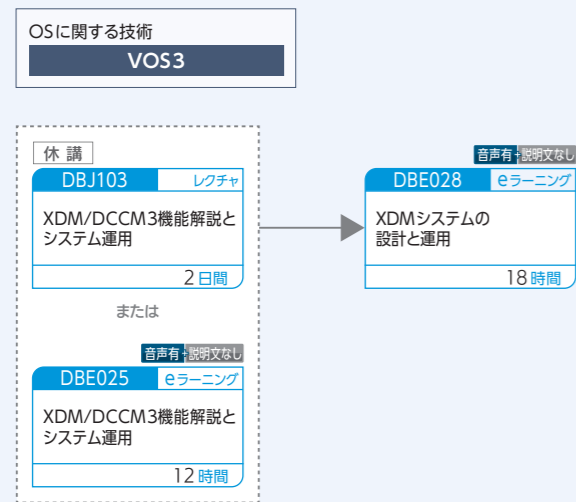 OSに関する技術
VOS3
休 講
DBJ103 レクチャ
XDM/DCCM3機能解説と
システム運用
2日間
または
音声有+説明文なし
DBE025 eラーニング
XDM/DCCM3機能解説と
システム運用
12時間
音声有+説明文なし
DBE028 eラーニング
XDMシステムの
設計と運用
18時間